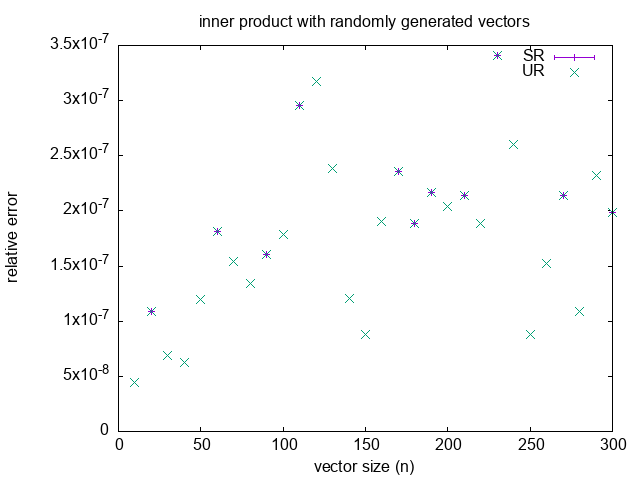 inner product with randomly generated vectors
3.5x10⁻⁷
3x10⁻⁷
2.5x10⁻⁷
2x10⁻⁷
1.5x10⁻⁷
1x10⁻⁷
5x10⁻⁸
0
relative error
SR
UR
0 50 100 150 200 250 300
vector size (n)